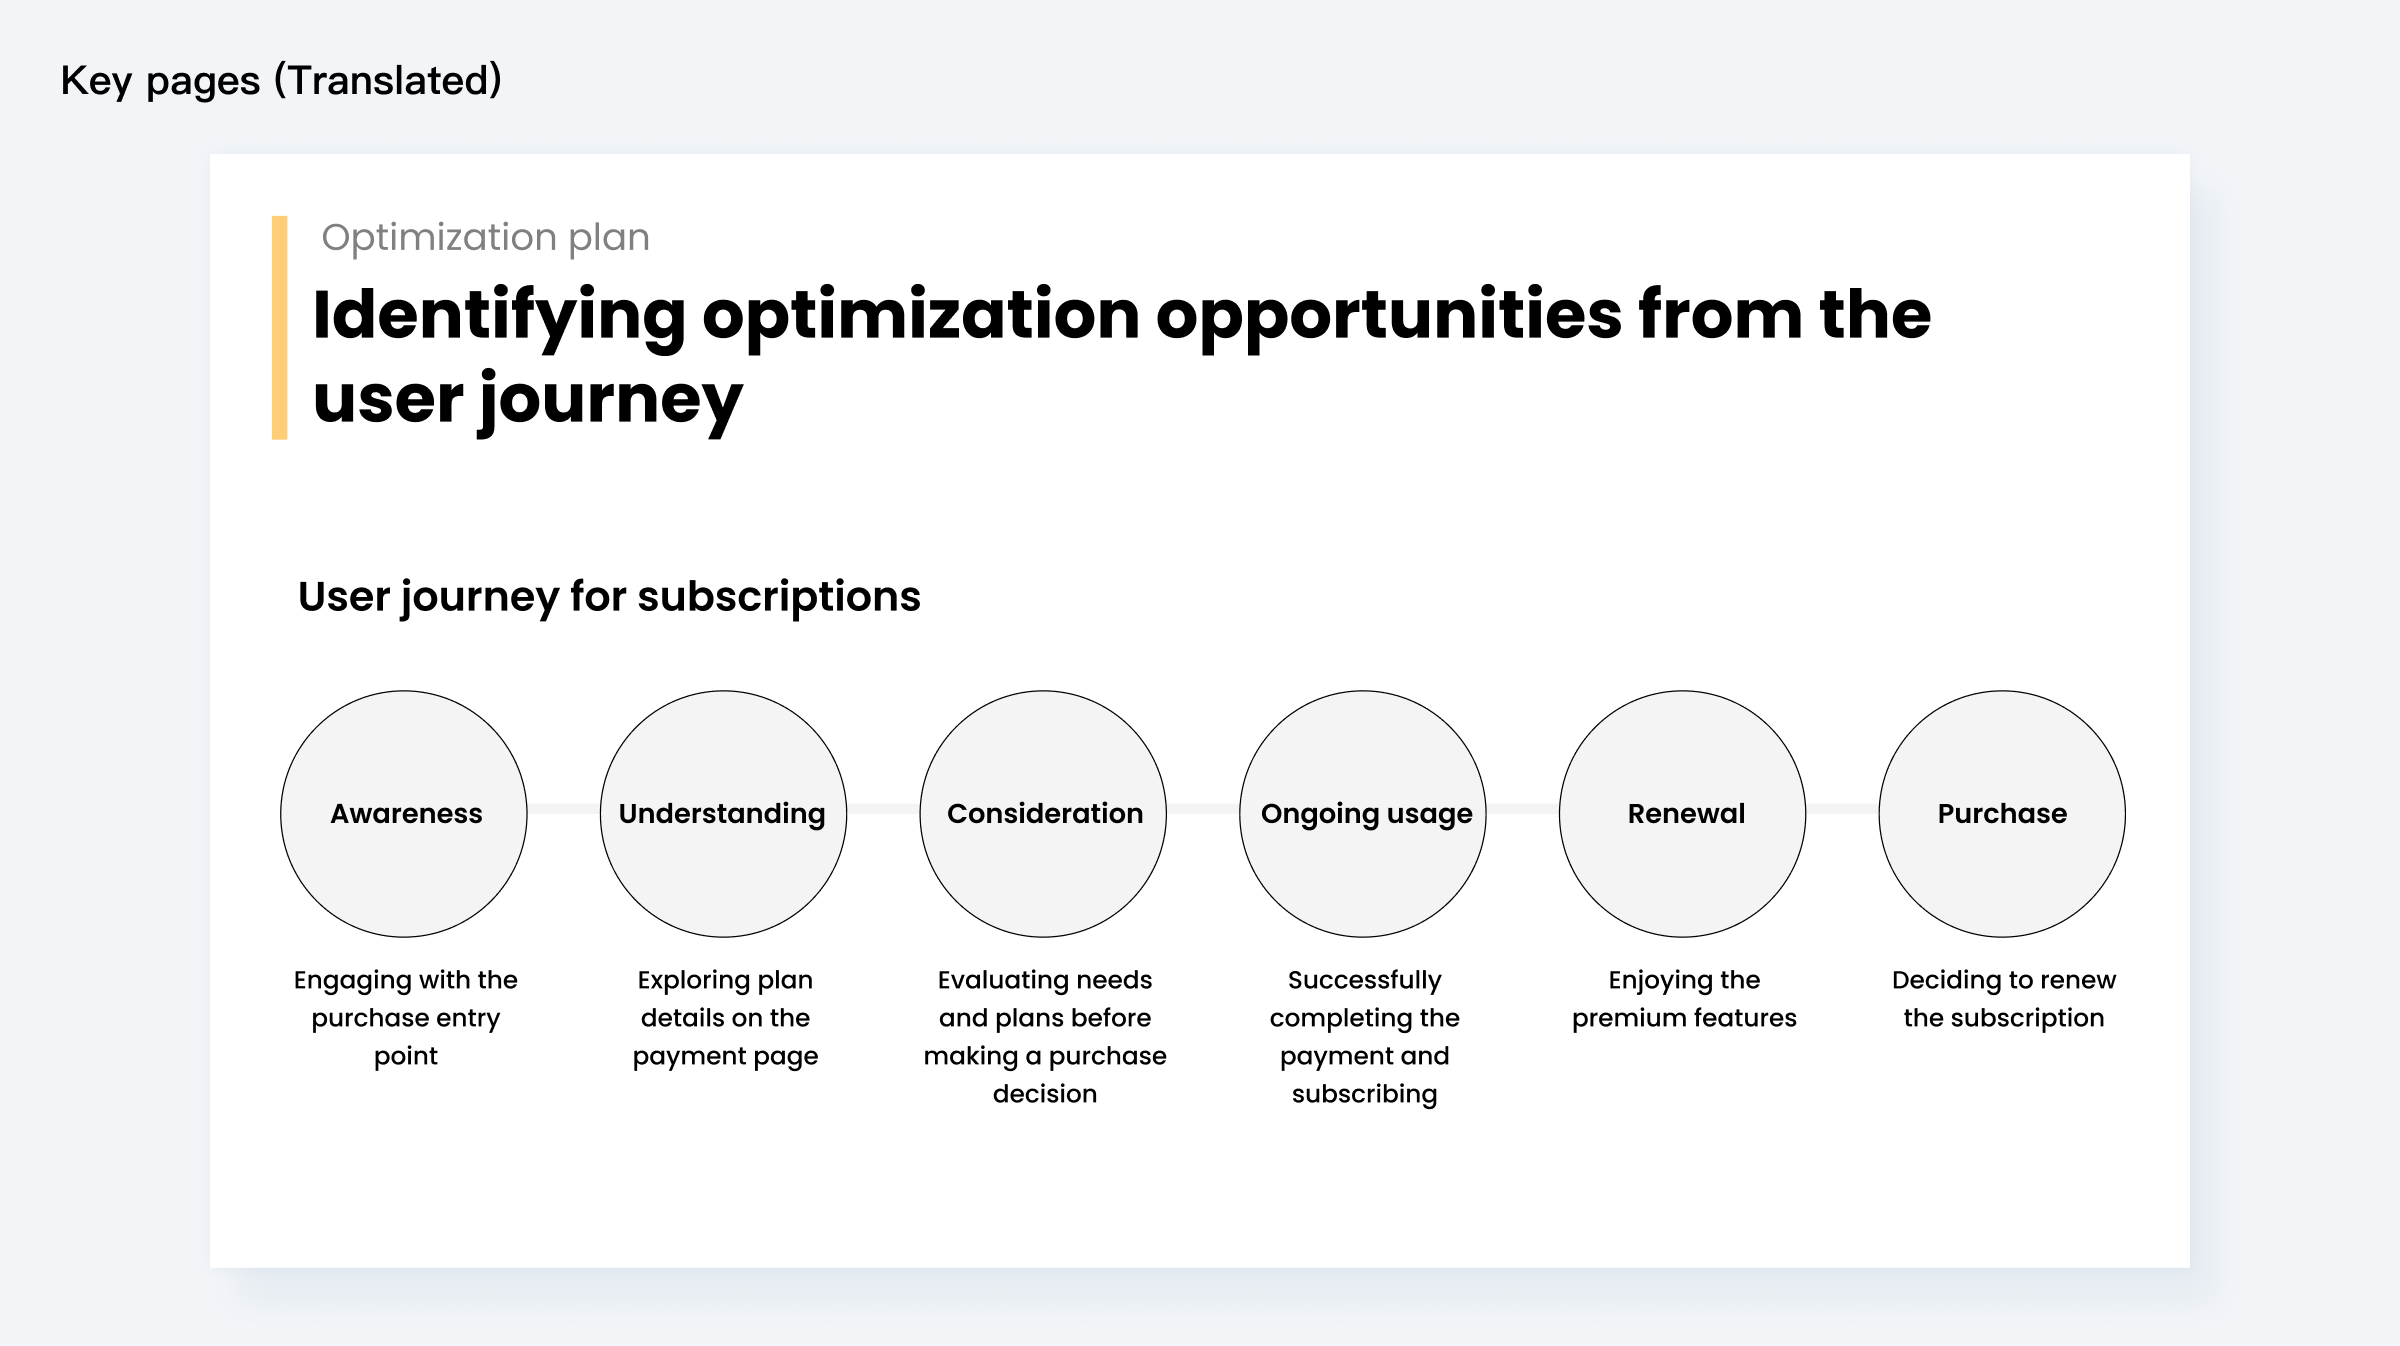 Key pages (Translated)
Optimization plan
Identifying optimization opportunities from the
user journey
User journey for subscriptions
Awareness
Engaging with the
purchase entry
point
Understanding
Exploring plan
details on the
payment page
Consideration
Evaluating needs
and plans before
making a purchase
decision
Ongoing usage
Successfully
completing the
payment and
subscribing
Renewal
Enjoying the
premium features
Purchase
Deciding to renew
the subscription